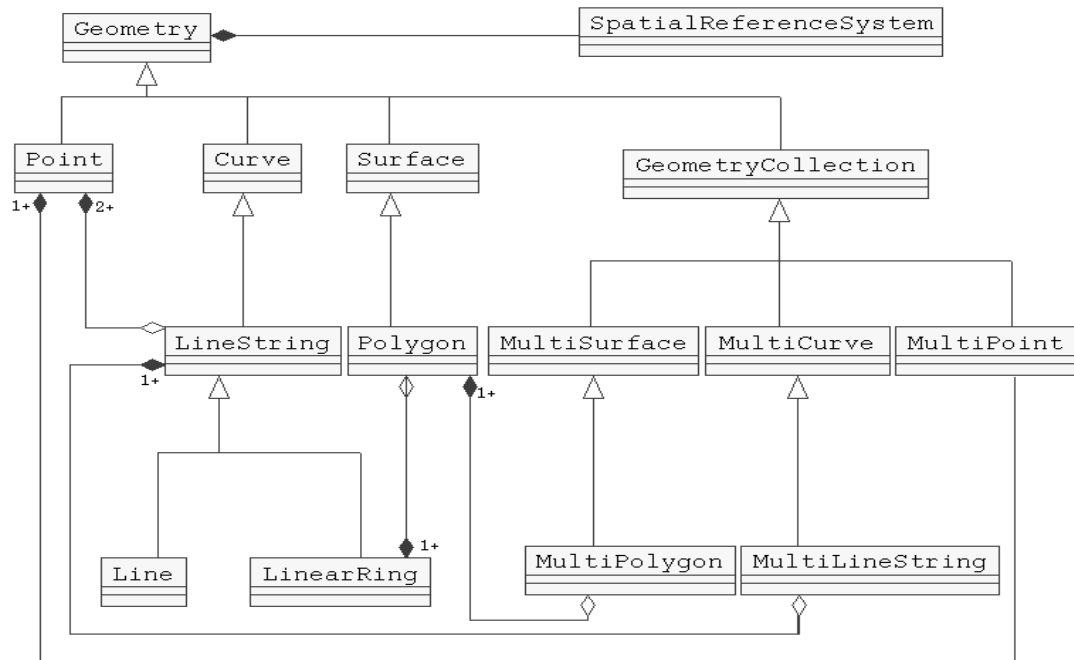 Geometry
SpatialReferenceSystem
Point
Curve
Surface
GeometryCollection
1+
2+
LineString
Polygon
MultiSurface
MultiCurve
MultiPoint
1+
1+
1+
Line
LinearRing
MultiPolygon
MultiLineString